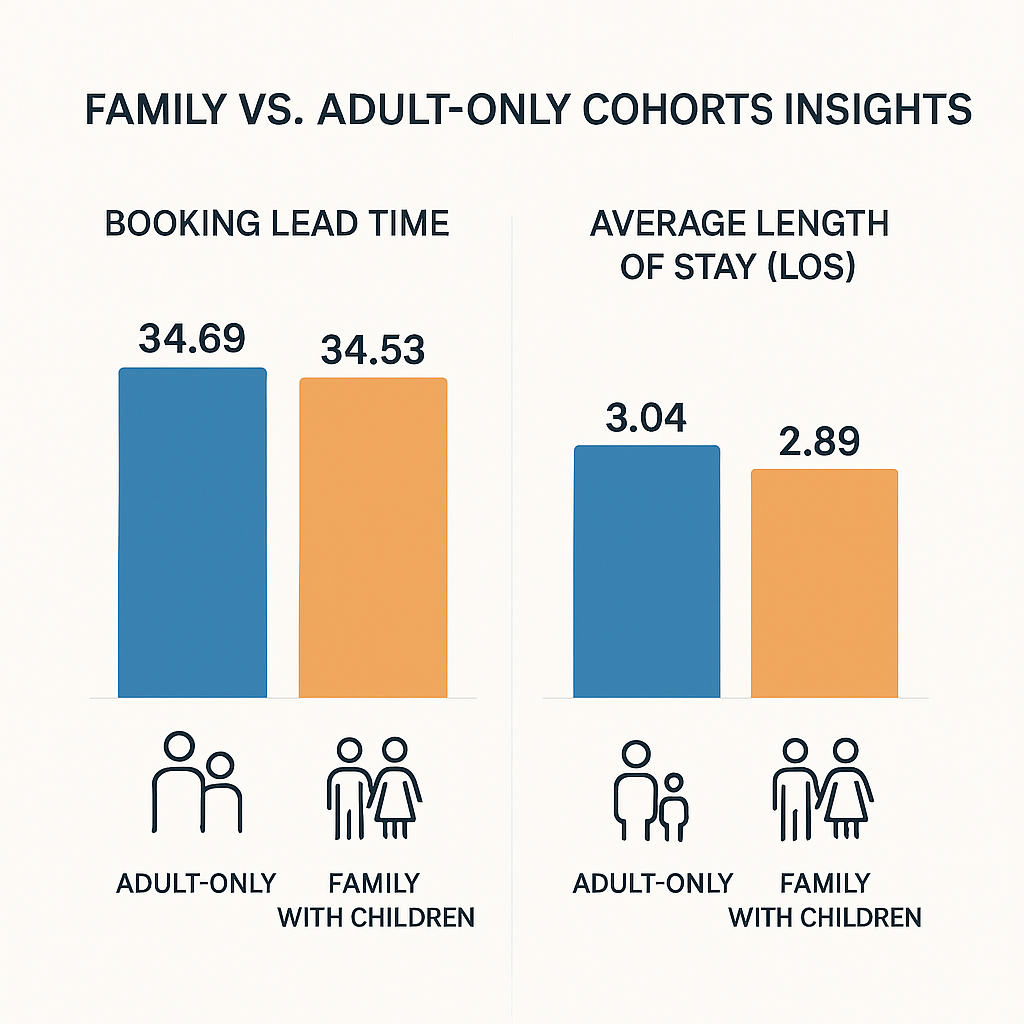 FAMILY VS. ADULT-ONLY COHORTS INSIGHTS
BOOKING LEAD TIME
34.69
34.53
ADULT-ONLY
FAMILY
WITH CHILDREN
AVERAGE LENGTH
OF STAY (LOS)
3.04
2.89
ADULT-ONLY
FAMILY
WITH CHILDREN